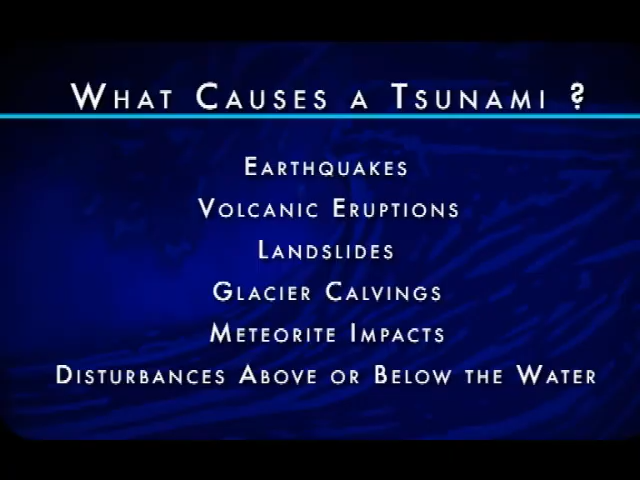 What Causes a Tsunami ?
Earthquakes
Volcanic Eruptions
Landslides
Glacier Calvings
Meteorite Impacts
Disturbances Above or Below the Water